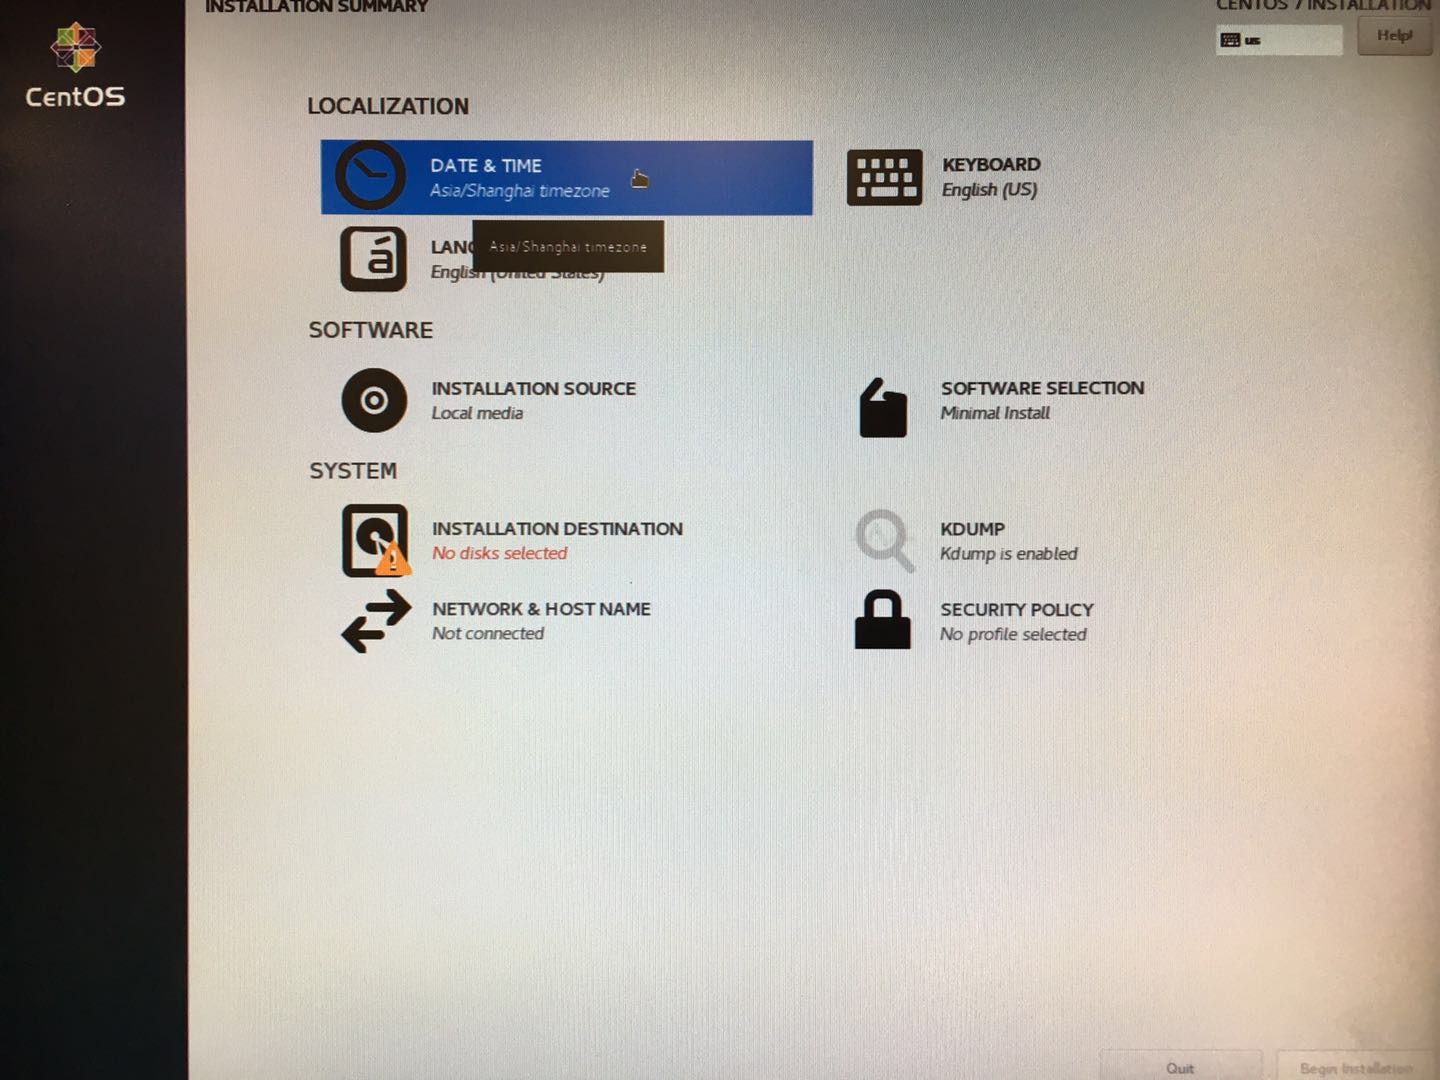 INSTALLATION SUMMARY
CENTOS 7 INSTALLATION
us
Help!
CentOS
LOCALIZATION
DATE & TIME
Asia/Shanghai timezone
KEYBOARD
English (US)
Asia/Shanghai timezone
LANG
English (United States)
SOFTWARE
INSTALLATION SOURCE
Local media
SOFTWARE SELECTION
Minimal Install
SYSTEM
INSTALLATION DESTINATION
No disks selected
KDUMP
Kdump is enabled
NETWORK & HOST NAME
Not connected
SECURITY POLICY
No profile selected
Quit
Begin Installation